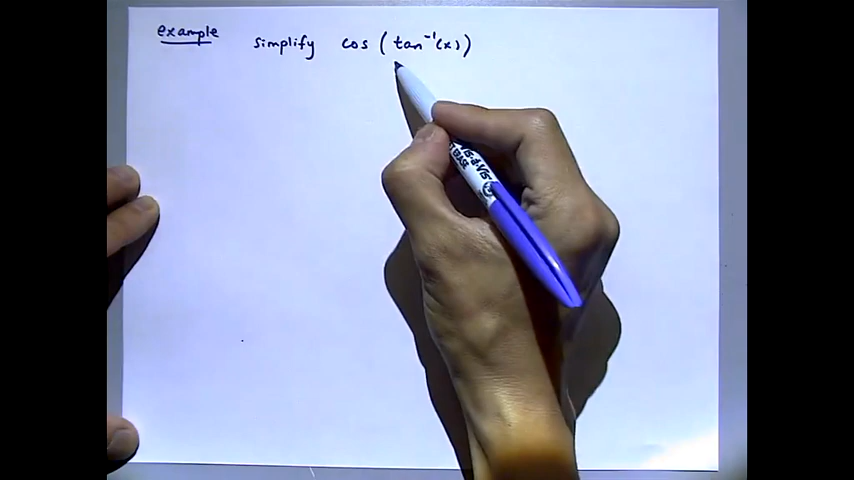 example simplify cos ( tan⁻¹(x) )